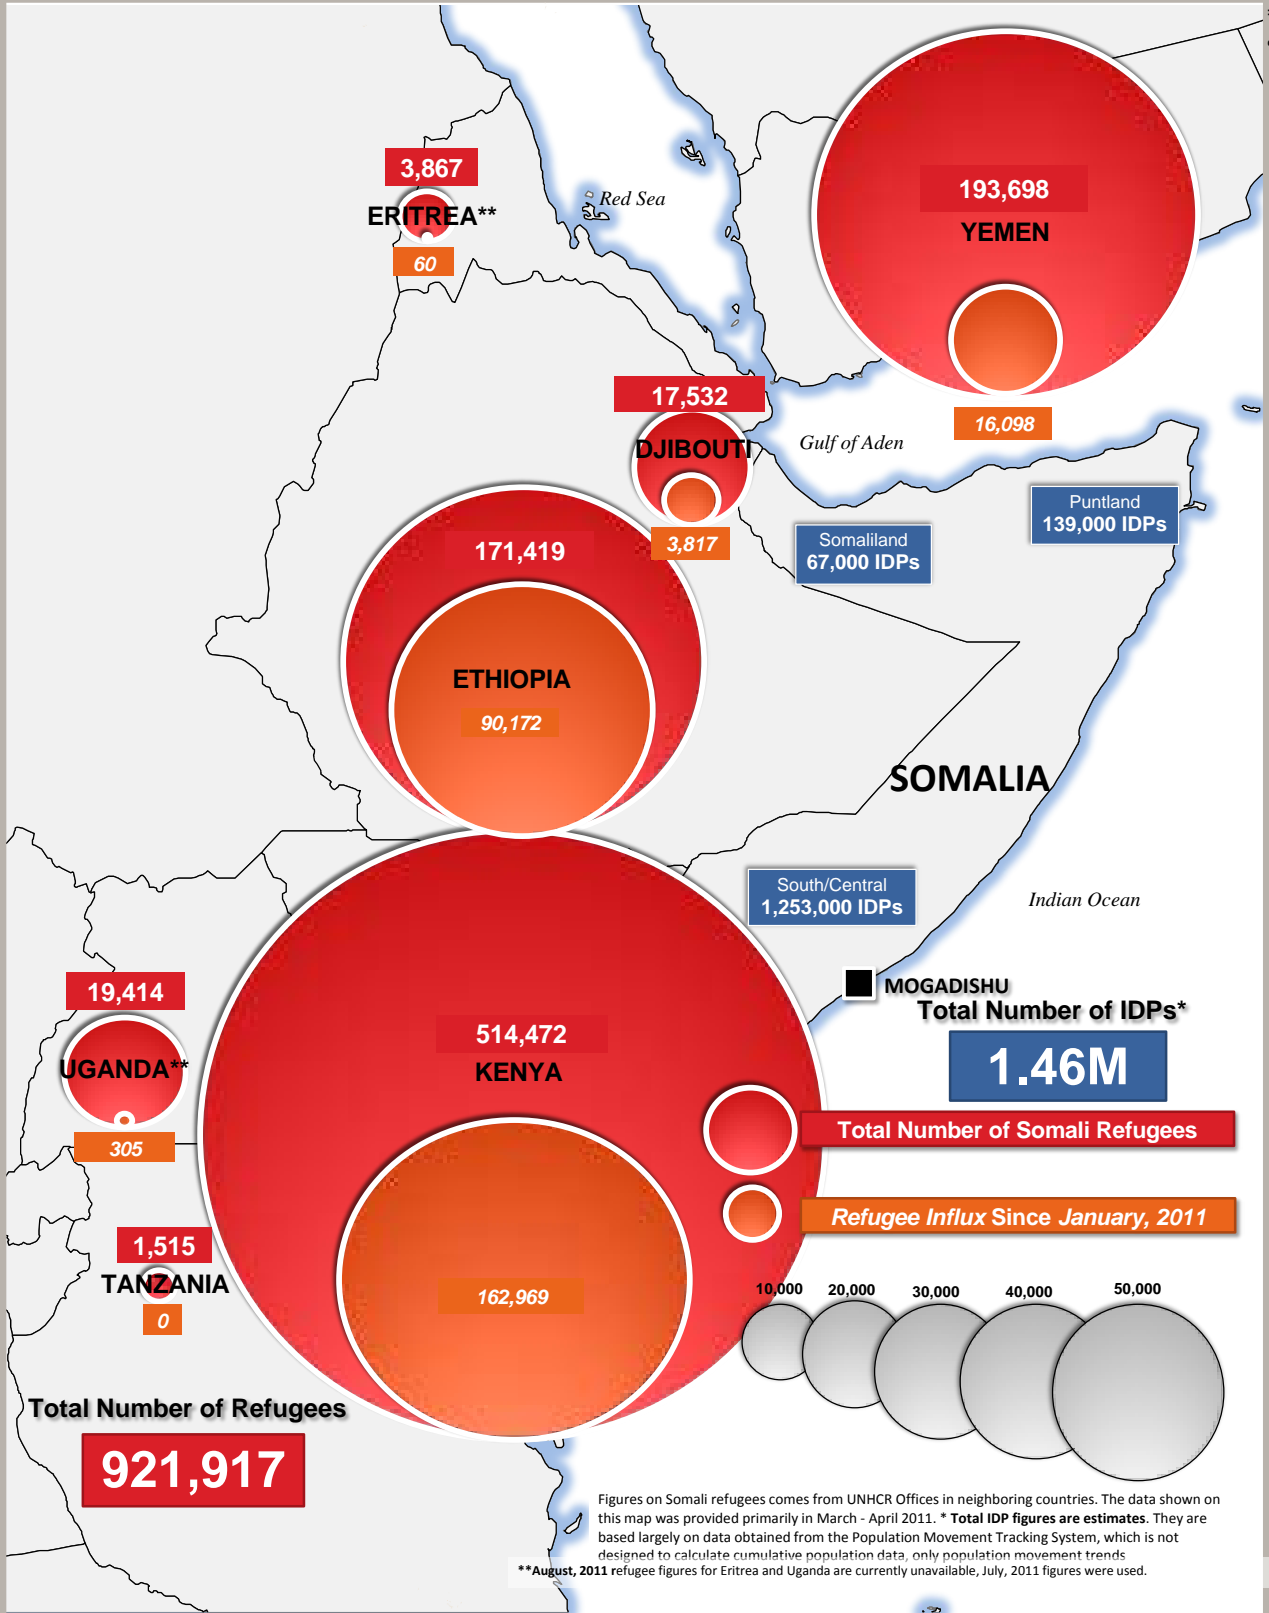 3,867
ERITREA**
60
Red Sea
193,698
YEMEN
16,098
17,532
DJIBOUTI
3,817
Gulf of Aden
Puntland
139,000 IDPs
Somaliland
67,000 IDPs
171,419
ETHIOPIA
90,172
SOMALIA
South/Central
1,253,000 IDPs
Indian Ocean
MOGADISHU
Total Number of IDPs*
1.46M
19,414
UGANDA**
305
514,472
KENYA
162,969
Total Number of Somali Refugees
Refugee Influx Since January, 2011
1,515
TANZANIA
0
10,000
20,000
30,000
40,000
50,000
Total Number of Refugees
921,917
Figures on Somali refugees comes from UNHCR Offices in neighboring countries. The data shown on
this map was provided primarily in March - April 2011. * Total IDP figures are estimates. They are
based largely on data obtained from the Population Movement Tracking System, which is not
designed to calculate cumulative population data, only population movement trends
**August, 2011 refugee figures for Eritrea and Uganda are currently unavailable, July, 2011 figures were used.